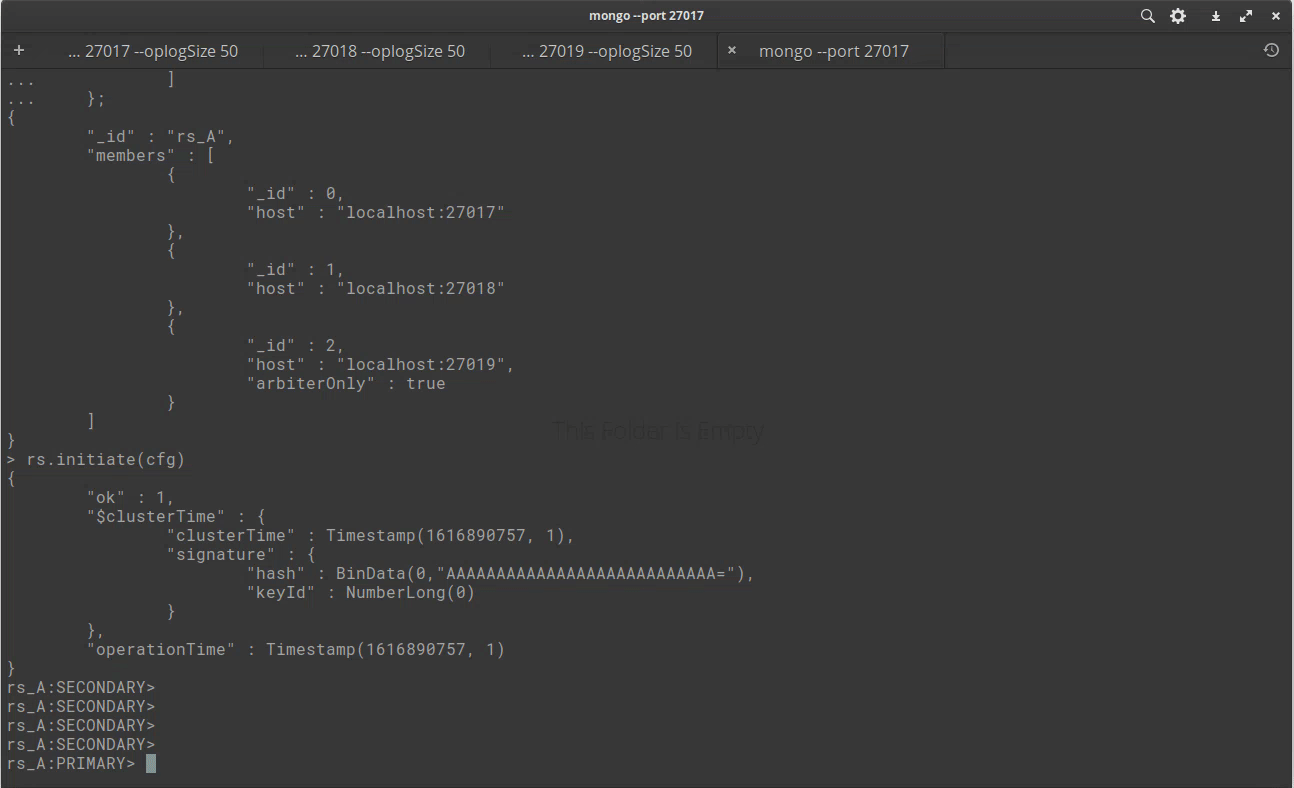 mongo --port 27017
+ ... 27017 --oplogSize 50 ... 27018 --oplogSize 50 ... 27019 --oplogSize 50 × mongo --port 27017
... ]
... };
{
"_id" : "rs_A",
"members" : [
{
"_id" : 0,
"host" : "localhost:27017"
},
{
"_id" : 1,
"host" : "localhost:27018"
},
{
"_id" : 2,
"host" : "localhost:27019",
"arbiterOnly" : true
}
]
This Folder Is Empty
}
> rs.initiate(cfg)
{
"ok" : 1,
"$clusterTime" : {
"clusterTime" : Timestamp(1616890757, 1),
"signature" : {
"hash" : BinData(0,"AAAAAAAAAAAAAAAAAAAAAAAAAAA="),
"keyId" : NumberLong(0)
}
},
"operationTime" : Timestamp(1616890757, 1)
}
rs_A:SECONDARY>
rs_A:SECONDARY>
rs_A:SECONDARY>
rs_A:SECONDARY>
rs_A:PRIMARY>